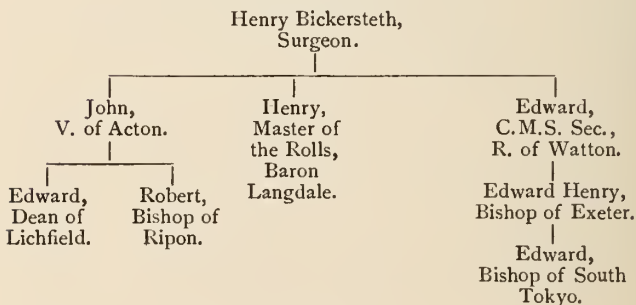 Henry Bickersteth,
Surgeon.
John,
V. of Acton.
Henry,
Master of
the Rolls,
Baron
Langdale.
Edward,
C.M.S. Sec.,
R. of Watton.
Edward,
Dean of
Lichfield.
Robert,
Bishop of
Ripon.
Edward Henry,
Bishop of Exeter.
Edward,
Bishop of South
Tokyo.